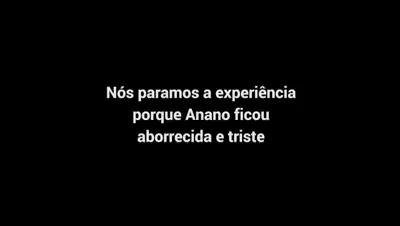 Nós paramos a experiência
porque Anano ficou
aborrecida e triste